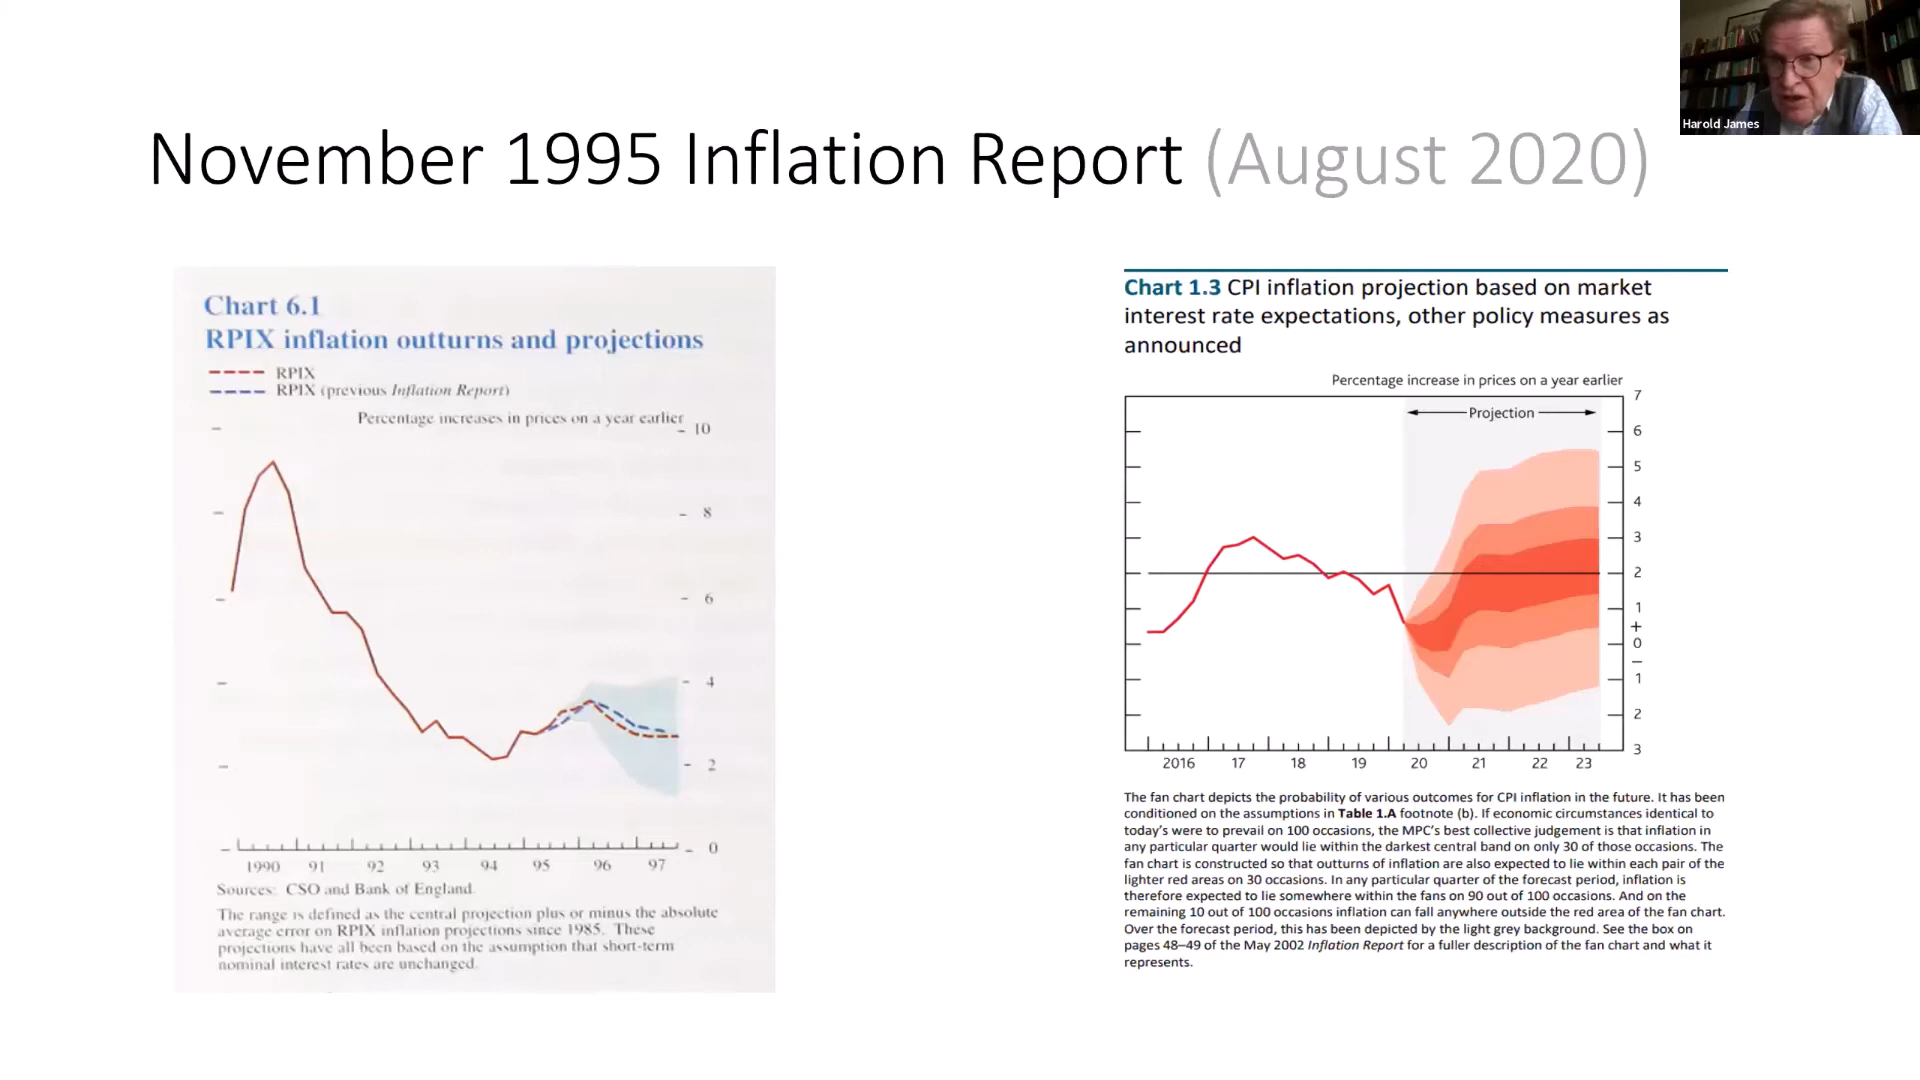 Harold James
November 1995 Inflation Report (August 2020)
Chart 6.1
RPIX inflation outturns and projections
RPIX
RPIX (previous Inflation Report)
Percentage increases in prices on a year earlier
10
8
6
4
2
0
1990 91 92 93 94 95 96 97
Sources: CSO and Bank of England.
The range is defined as the central projection plus or minus the absolute
average error on RPIX inflation projections since 1985. These
projections have all been based on the assumption that short-term
nominal interest rates are unchanged.
Chart 1.3 CPI inflation projection based on market
interest rate expectations, other policy measures as
announced
Percentage increase in prices on a year earlier
Projection
7
6
5
4
3
2
1
+
0
–
1
2
3
2016 17 18 19 20 21 22 23
The fan chart depicts the probability of various outcomes for CPI inflation in the future. It has been
conditioned on the assumptions in Table 1.A footnote (b). If economic circumstances identical to
today's were to prevail on 100 occasions, the MPC's best collective judgement is that inflation in
any particular quarter would lie within the darkest central band on only 30 of those occasions. The
fan chart is constructed so that outturns of inflation are also expected to lie within each pair of the
lighter red areas on 30 occasions. In any particular quarter of the forecast period, inflation is
therefore expected to lie somewhere within the fans on 90 out of 100 occasions. And on the
remaining 10 out of 100 occasions inflation can fall anywhere outside the red area of the fan chart.
Over the forecast period, this has been depicted by the light grey background. See the box on
pages 48–49 of the May 2002 Inflation Report for a fuller description of the fan chart and what it
represents.